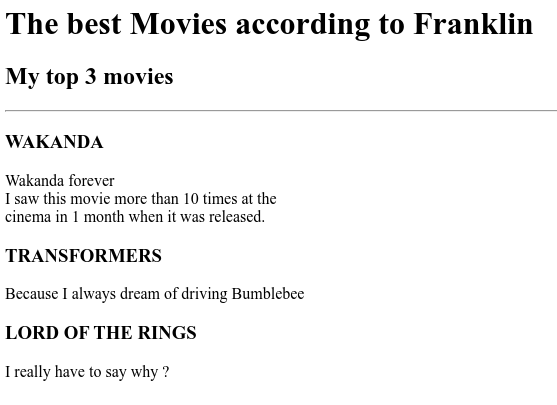 The best Movies according to Franklin
My top 3 movies
WAKANDA
Wakanda forever
I saw this movie more than 10 times at the
cinema in 1 month when it was released.
TRANSFORMERS
Because I always dream of driving Bumblebee
LORD OF THE RINGS
I really have to say why ?